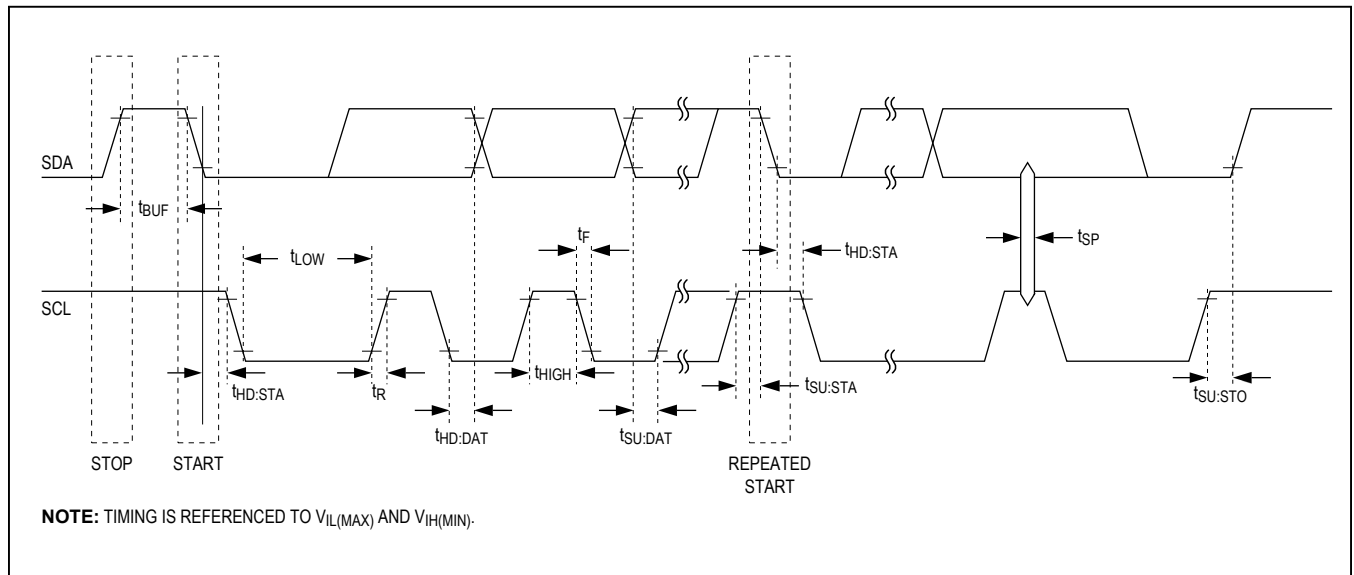 SDA
tBUF
tF
tLOW
tHD:STA
tSP
SCL
tHD:STA
tR
tHIGH
tSU:STA
tSU:STO
tHD:DAT
tSU:DAT
STOP
START
REPEATED
START
NOTE: TIMING IS REFERENCED TO VIL(MAX) AND VIH(MIN).